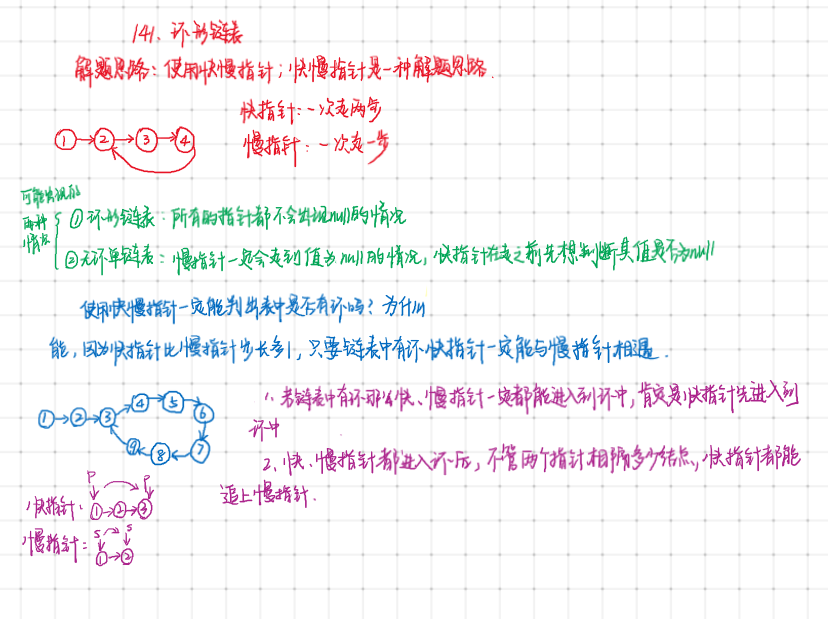 141. 环形链表
解题思路：使用快慢指针；快慢指针是一种解题思路.
快指针：一次走两步
慢指针：一次走一步
1 2 3 4
可能出现的
两种
情况
① 环形链表：所有的指针都不会出现null的情况
② 无环单链表：慢指针一定会走到值为null的情况，快指针在走之前先想判断其值是否为null
使用快慢指针一定能判出表中是否有环吗？为什么
能，因为快指针比慢指针步长多1，只要链表中有环快指针一定能与慢指针相遇.
1、若链表中有环那么快、慢指针一定都能进入到环中，肯定是快指针先进入到
环中
1 2 3 4 5 6 7 8 9
2、快、慢指针都进入环后，不管两个指针相隔多少结点，快指针都能
追上慢指针.
P P
快指针：1 2 3
S S
慢指针：1 2